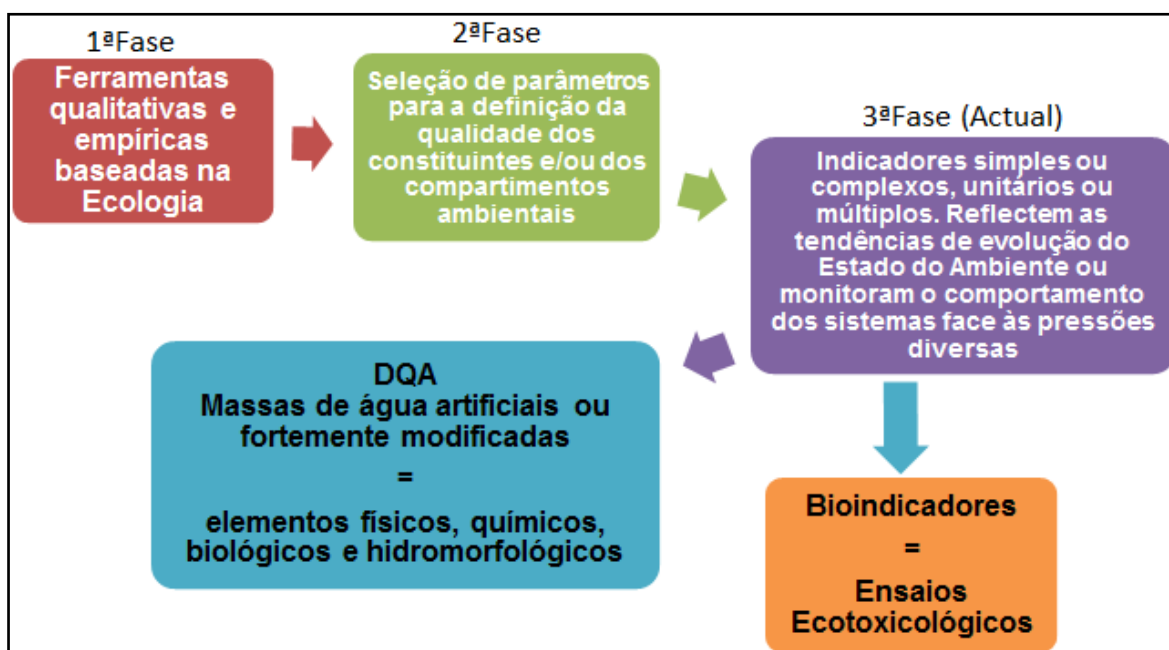 1ªFase
Ferramentas
qualitativas e
empíricas
baseadas na
Ecologia
2ªFase
Seleção de parâmetros
para a definição da
qualidade dos
constituintes e/ou dos
compartimentos
ambientais
3ªFase (Actual)
Indicadores simples ou
complexos, unitários ou
múltiplos. Reflectem as
tendências de evolução do
Estado do Ambiente ou
monitoram o comportamento
dos sistemas face às pressões
diversas
DQA
Massas de água artificiais ou
fortemente modificadas
=
elementos físicos, químicos,
biológicos e hidromorfológicos
Bioindicadores
=
Ensaios
Ecotoxicológicos